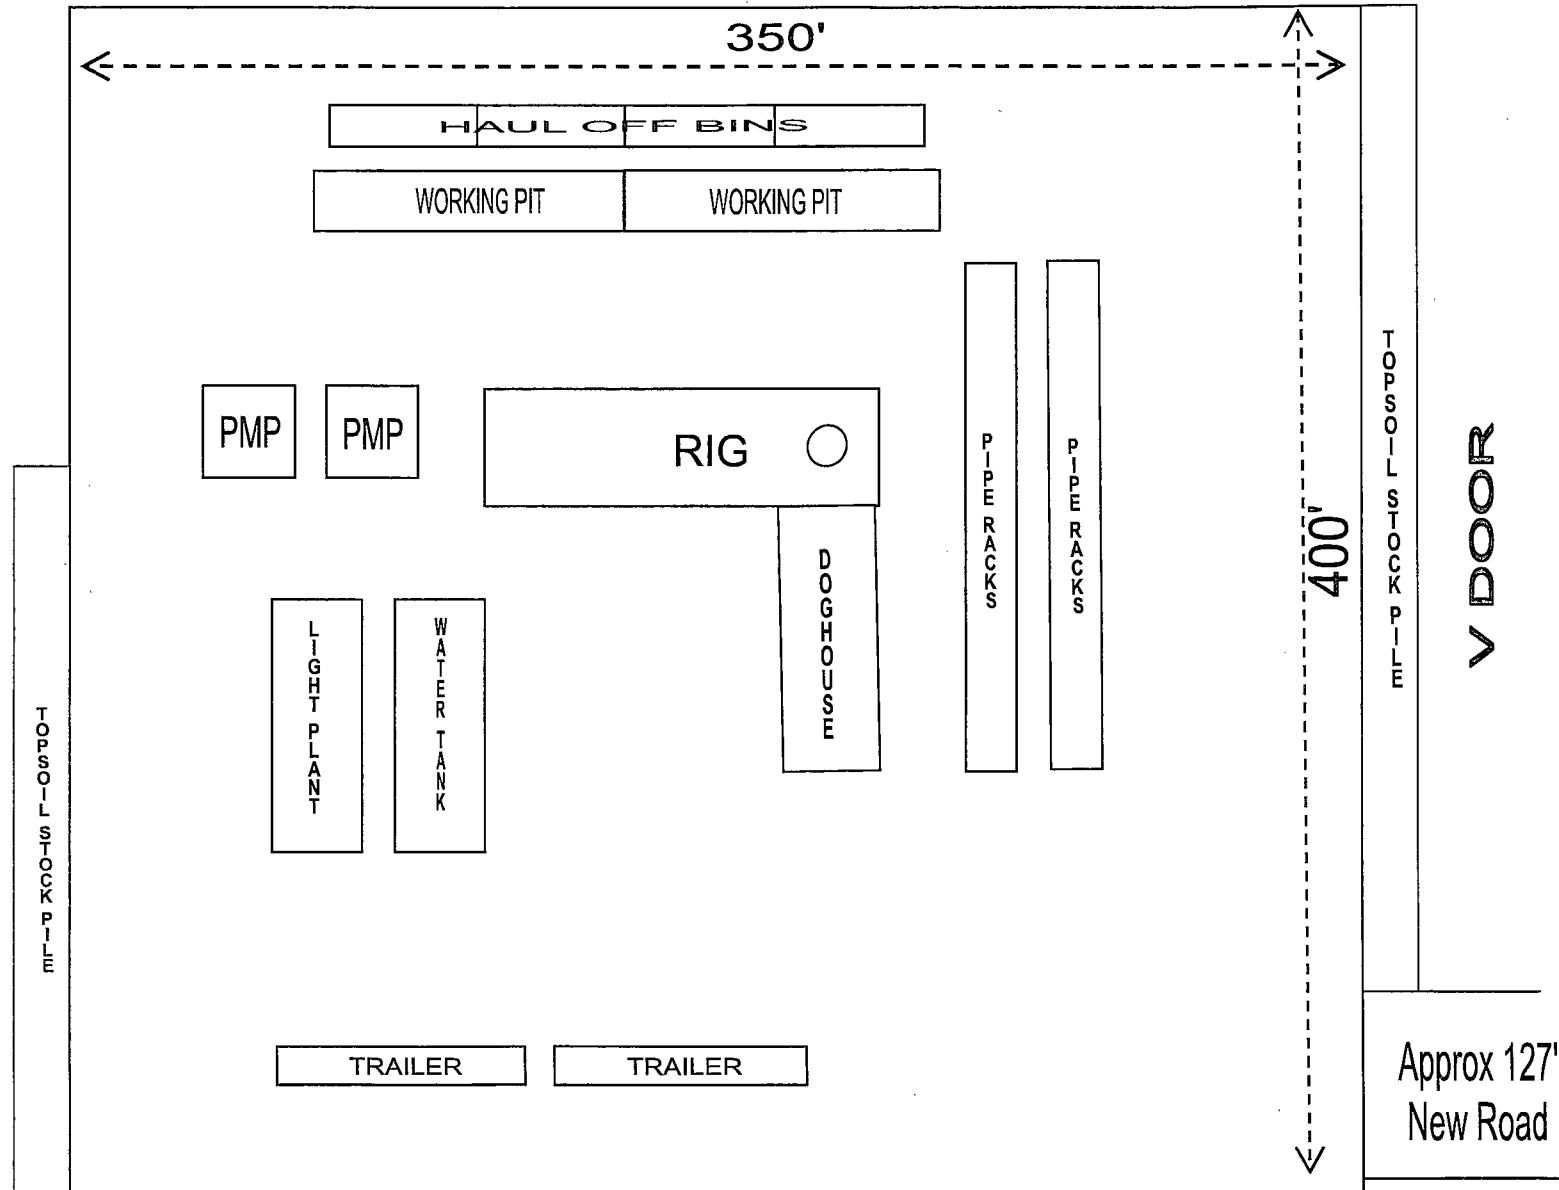 350'
HAUL OFF BINS
WORKING PIT
WORKING PIT
PMP
PMP
RIG
PIPE RACKS
PIPE RACKS
400'
TOPSOIL STOCK PILE
V DOOR
DOGHOUSE
LIGHT PLANT
WATER TANK
TOPSOIL STOCK PILE
TRAILER
TRAILER
Approx 127'
New Road